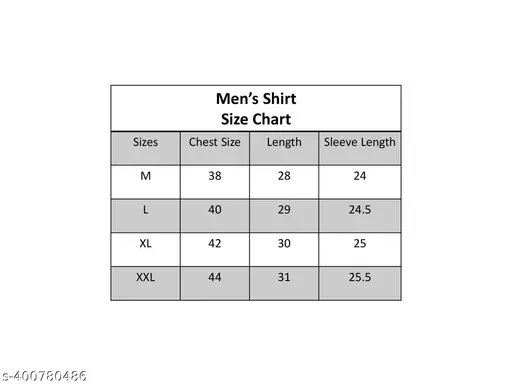 Men’s Shirt
Size Chart
Sizes Chest Size Length Sleeve Length
M 38 28 24
L 40 29 24.5
XL 42 30 25
XXL 44 31 25.5
s-400780486